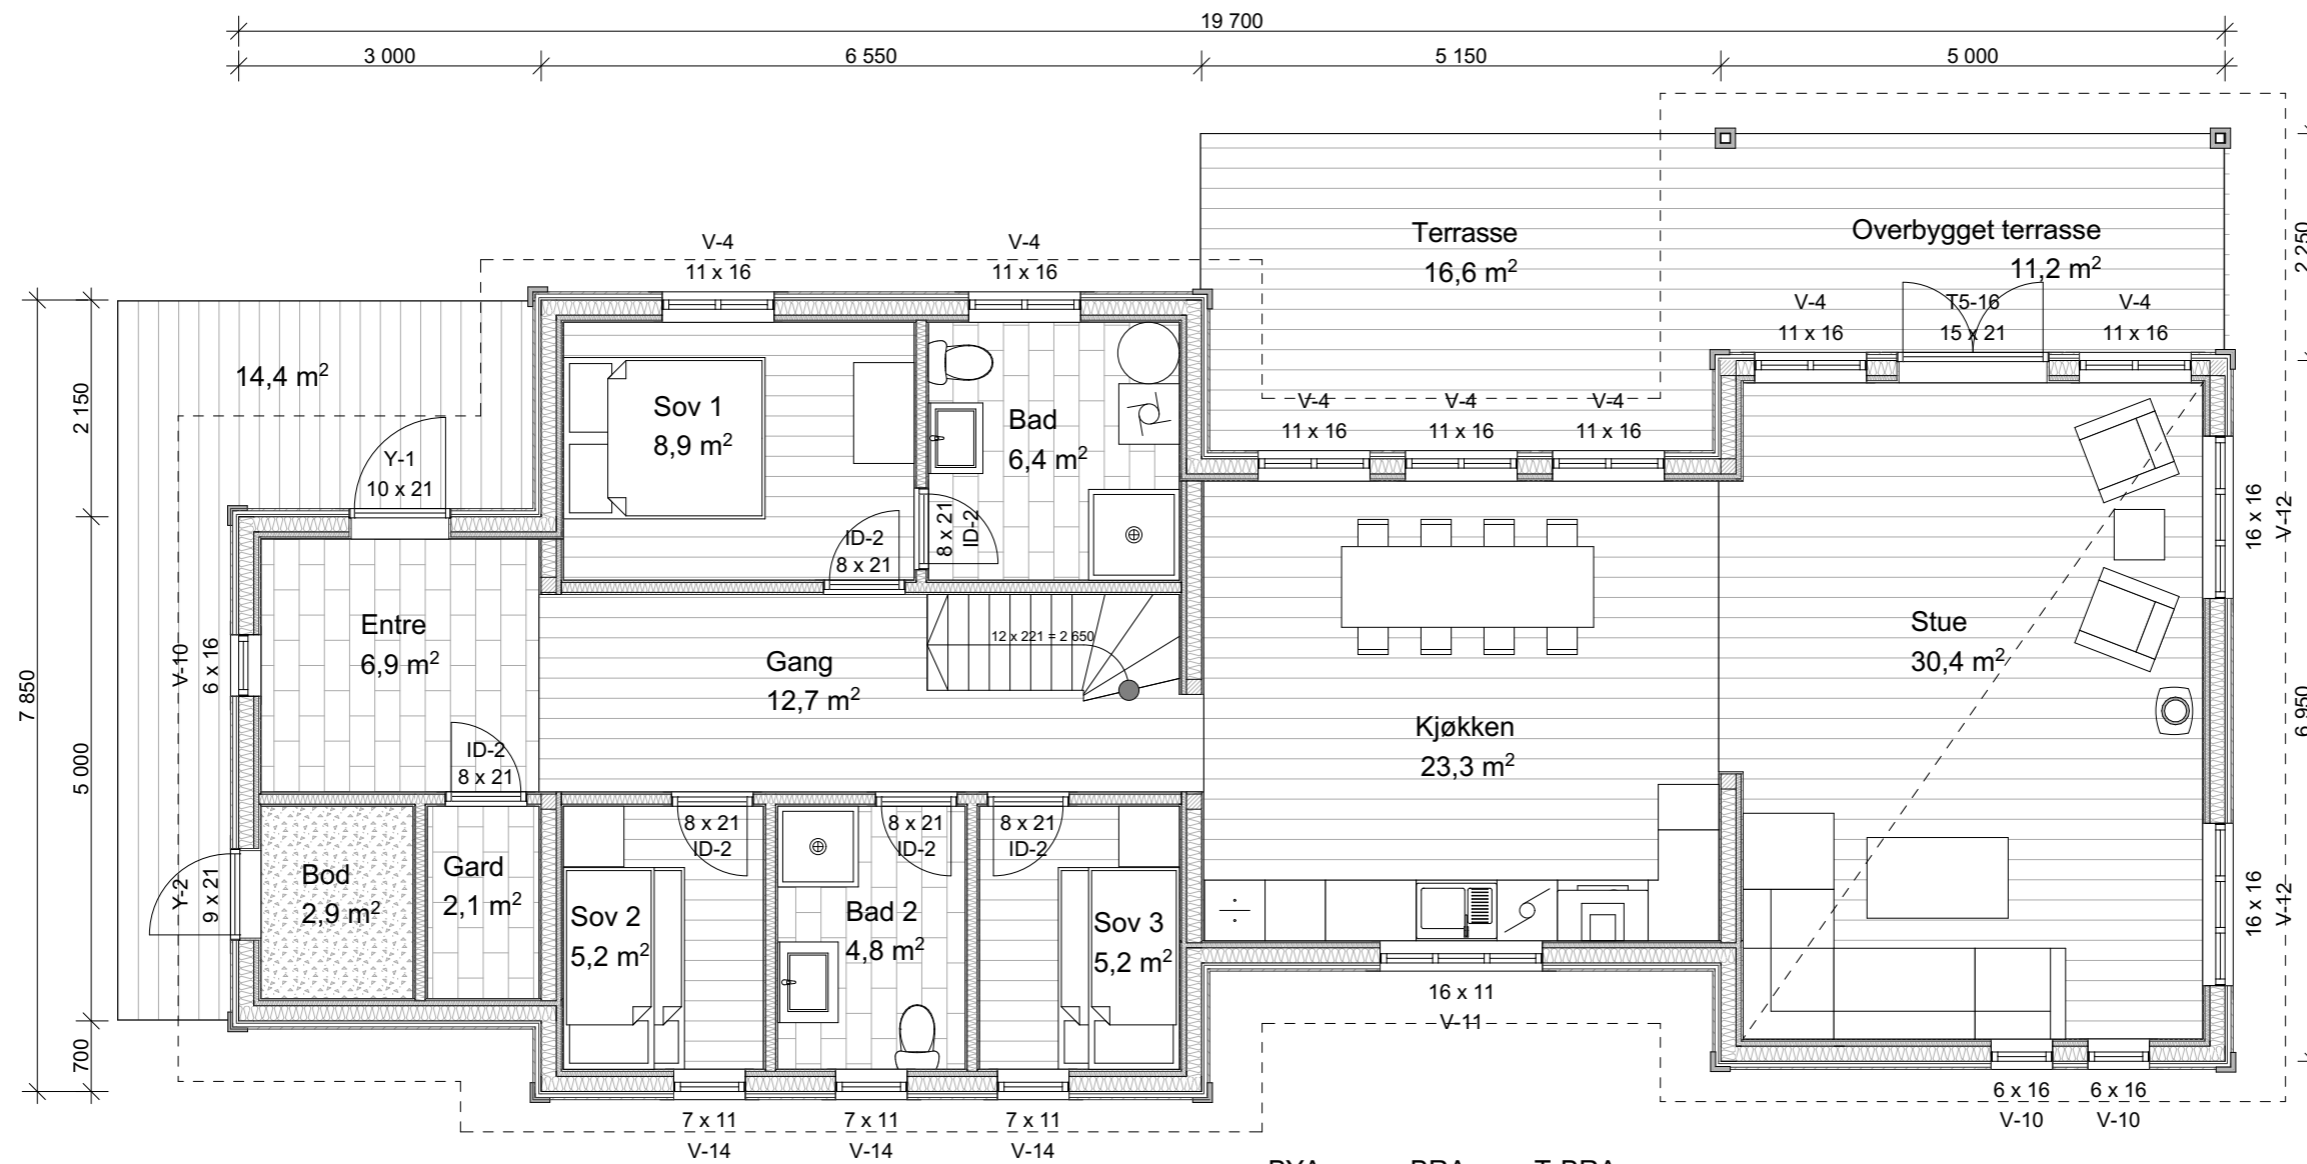 19 700
3 000
6 550
5 150
5 000
V-4
11 x 16
V-4
11 x 16
Terrasse
16,6 m²
Overbygget terrasse
11,2 m²
2 250
V-4
11 x 16
T5-16
15 x 21
V-4
11 x 16
14,4 m²
2 150
Sov 1
8,9 m²
Bad
6,4 m²
V-4
11 x 16
V-4
11 x 16
V-4
11 x 16
Y-1
10 x 21
ID-2
8 x 21
8 x 21
ID-2
16 x 16
V-12
Entre
6,9 m²
V-10
6 x 16
12 x 221 = 2 650
Gang
12,7 m²
Stue
30,4 m²
7 850
5 000
6 950
Kjøkken
23,3 m²
ID-2
8 x 21
8 x 21
ID-2
8 x 21
ID-2
8 x 21
ID-2
Y-2
9 x 21
Bod
2,9 m²
Gard
2,1 m²
Sov 2
5,2 m²
Bad 2
4,8 m²
Sov 3
5,2 m²
16 x 16
V-12
700
16 x 11
V-11
7 x 11
V-14
7 x 11
V-14
7 x 11
V-14
6 x 16
V-10
6 x 16
V-10
BYA
BRA
T-BRA